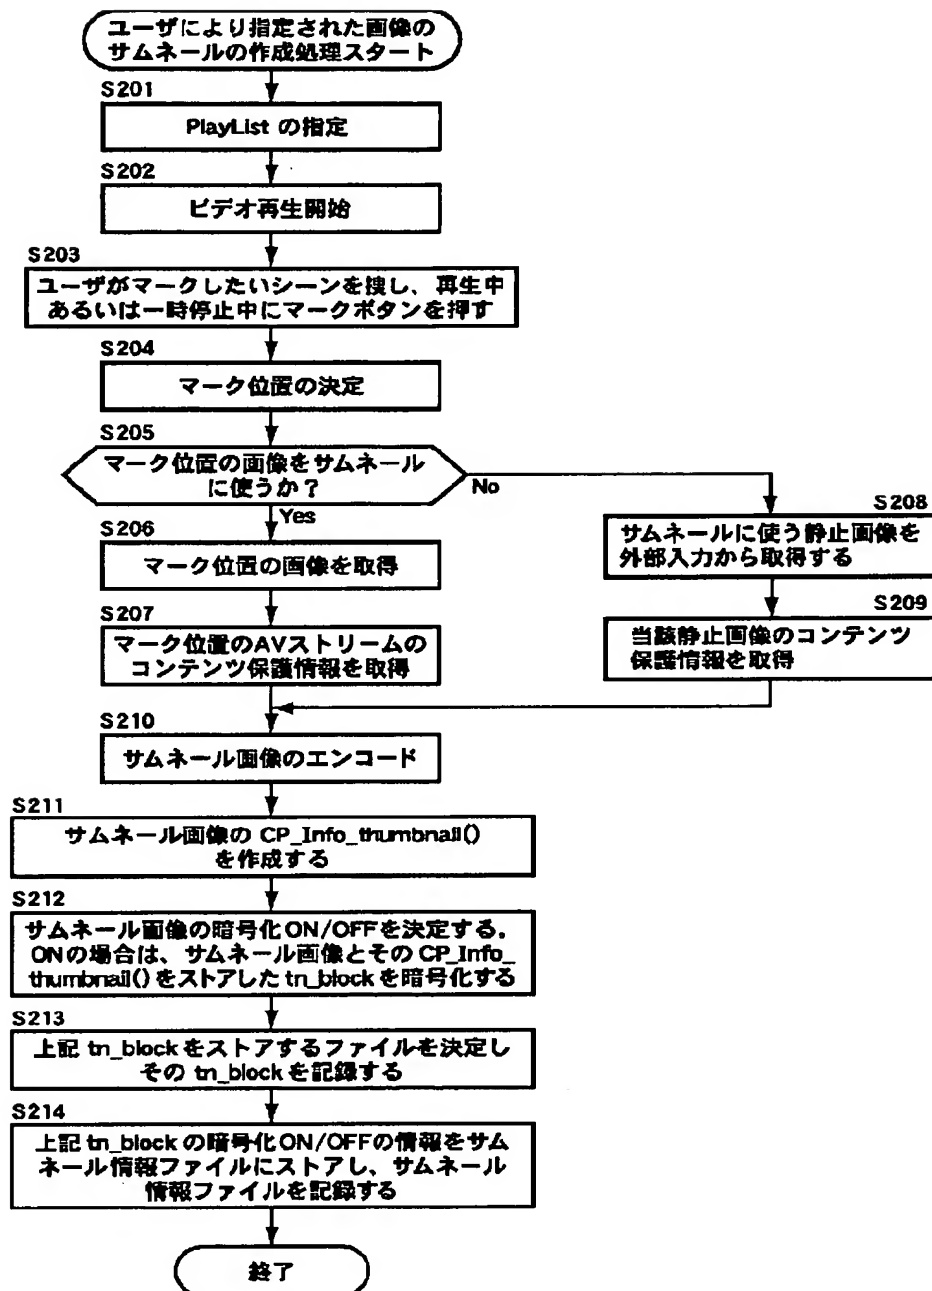 ユーザにより指定された画像の
サムネールの作成処理スタート
S201
PlayList の指定
S202
ビデオ再生開始
S203
ユーザがマークしたいシーンを捜し、再生中
あるいは一時停止中にマークボタンを押す
S204
マーク位置の決定
S205
マーク位置の画像をサムネール
に使うか？
No
Yes
S206
マーク位置の画像を取得
S207
マーク位置のAVストリームの
コンテンツ保護情報を取得
S208
サムネールに使う静止画像を
外部入力から取得する
S209
当該静止画像のコンテンツ
保護情報を取得
S210
サムネール画像のエンコード
S211
サムネール画像の CP_Info_thumbnail()
を作成する
S212
サムネール画像の暗号化ON/OFFを決定する。
ONの場合は、サムネール画像とその CP_Info_
thumbnail() をストアした tn_block を暗号化する
S213
上記 tn_block をストアするファイルを決定し
その tn_block を記録する
S214
上記 tn_block の暗号化ON/OFFの情報をサム
ネール情報ファイルにストアし、サムネール
情報ファイルを記録する
終了